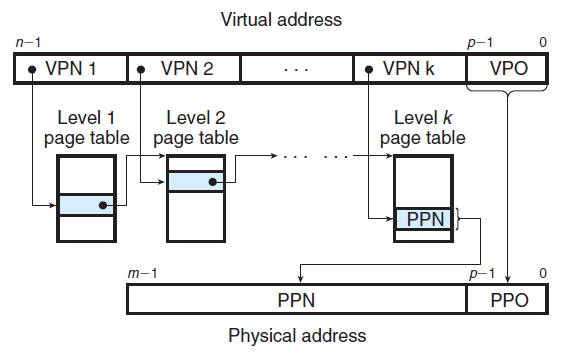 Virtual address
n–1 p–1 0
VPN 1 VPN 2 . . . VPN k VPO
Level 1 Level 2 Level k
page table page table page table
. . . . . .
PPN
m–1 p–1 0
PPN PPO
Physical address